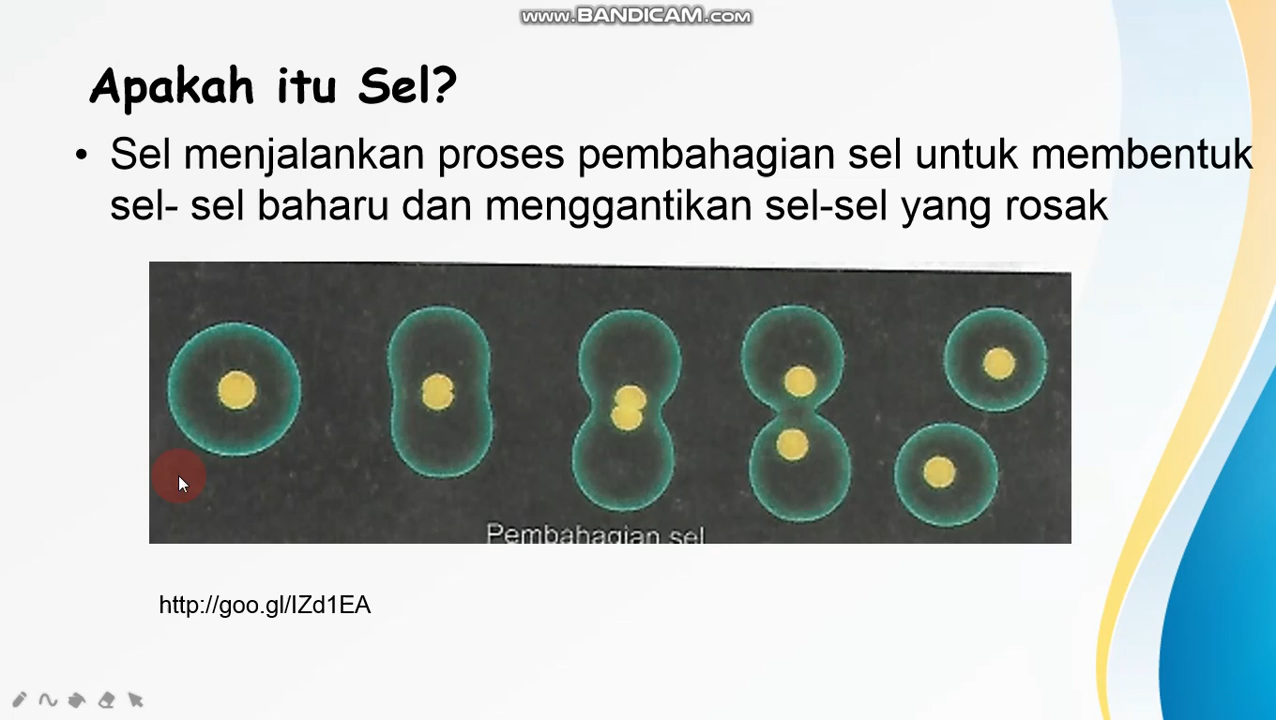 www.BANDICAM.com
Apakah itu Sel?
• Sel menjalankan proses pembahagian sel untuk membentuk
sel- sel baharu dan menggantikan sel-sel yang rosak
Pembahagian sel
http://goo.gl/IZd1EA